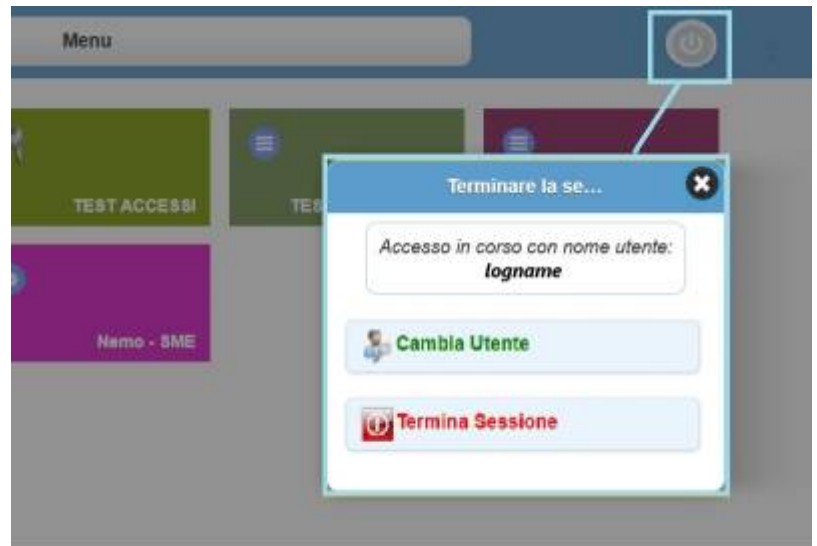 Menu
TEST ACCESSI
TES
Nemo - SME
Terminare la se...
Accesso in corso con nome utente:
logname
Cambia Utente
Termina Sessione